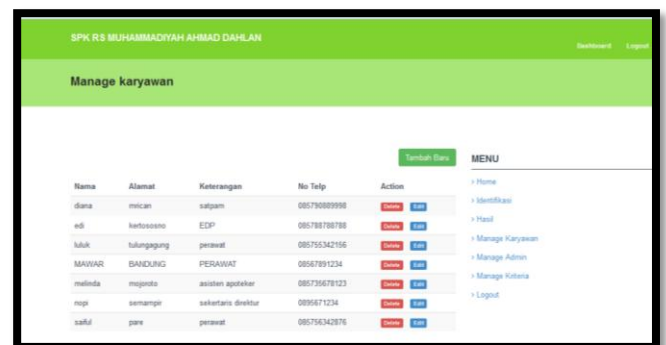 SPK RS MUHAMMADIYAH AHMAD DAHLAN
Dashboard Logout
Manage karyawan
Tambah Baru
Nama Alamat Keterangan No Telp Action
diana mrican satpam 085790889998 Delete Edit
edi kertososno EDP 085788788788 Delete Edit
luluk tulungagung perawat 085755342156 Delete Edit
MAWAR BANDUNG PERAWAT 08567891234 Delete Edit
melinda mojoroto asisten apoteker 085735678123 Delete Edit
nopi semampir sekertaris direktur 0895671234 Delete Edit
saiful pare perawat 085756342876 Delete Edit
MENU
> Home
> Identifikasi
> Hasil
> Manage Karyawan
> Manage Admin
> Manage Keteria
> Logout